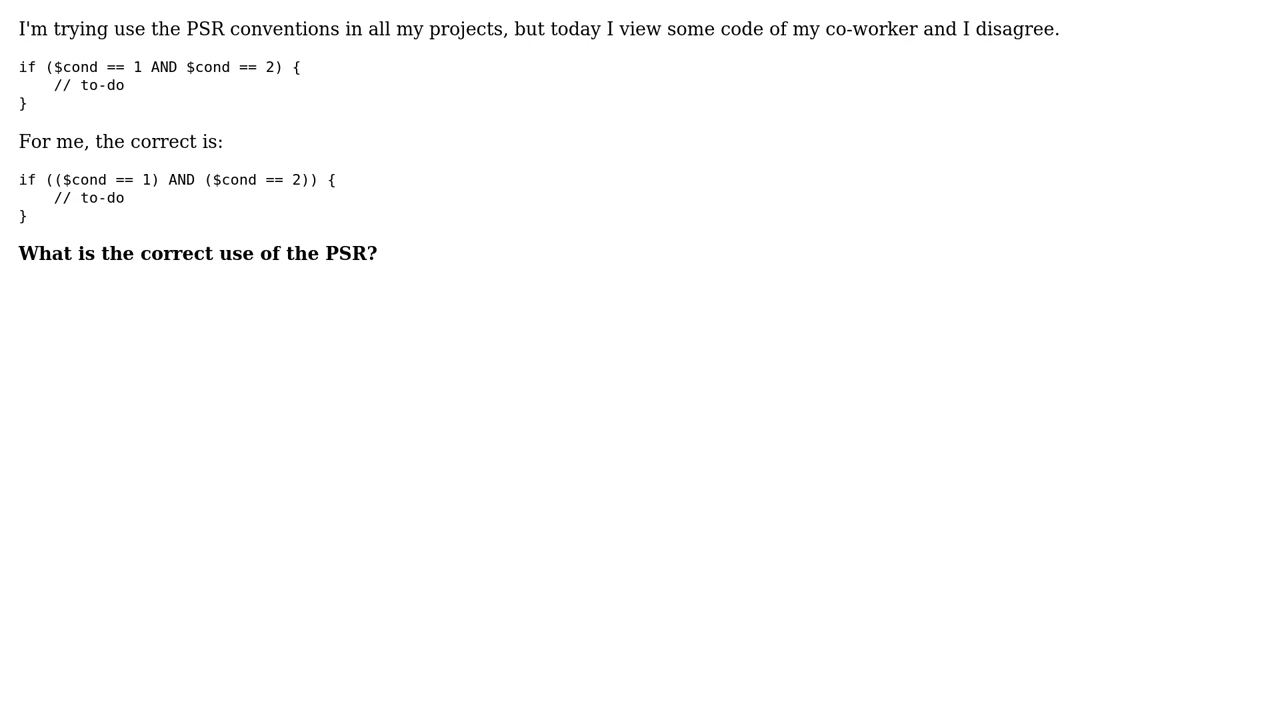 I'm trying use the PSR conventions in all my projects, but today I view some code of my co-worker and I disagree.
if ($cond == 1 AND $cond == 2) {
    // to-do
}
For me, the correct is:
if (($cond == 1) AND ($cond == 2)) {
    // to-do
}
What is the correct use of the PSR?